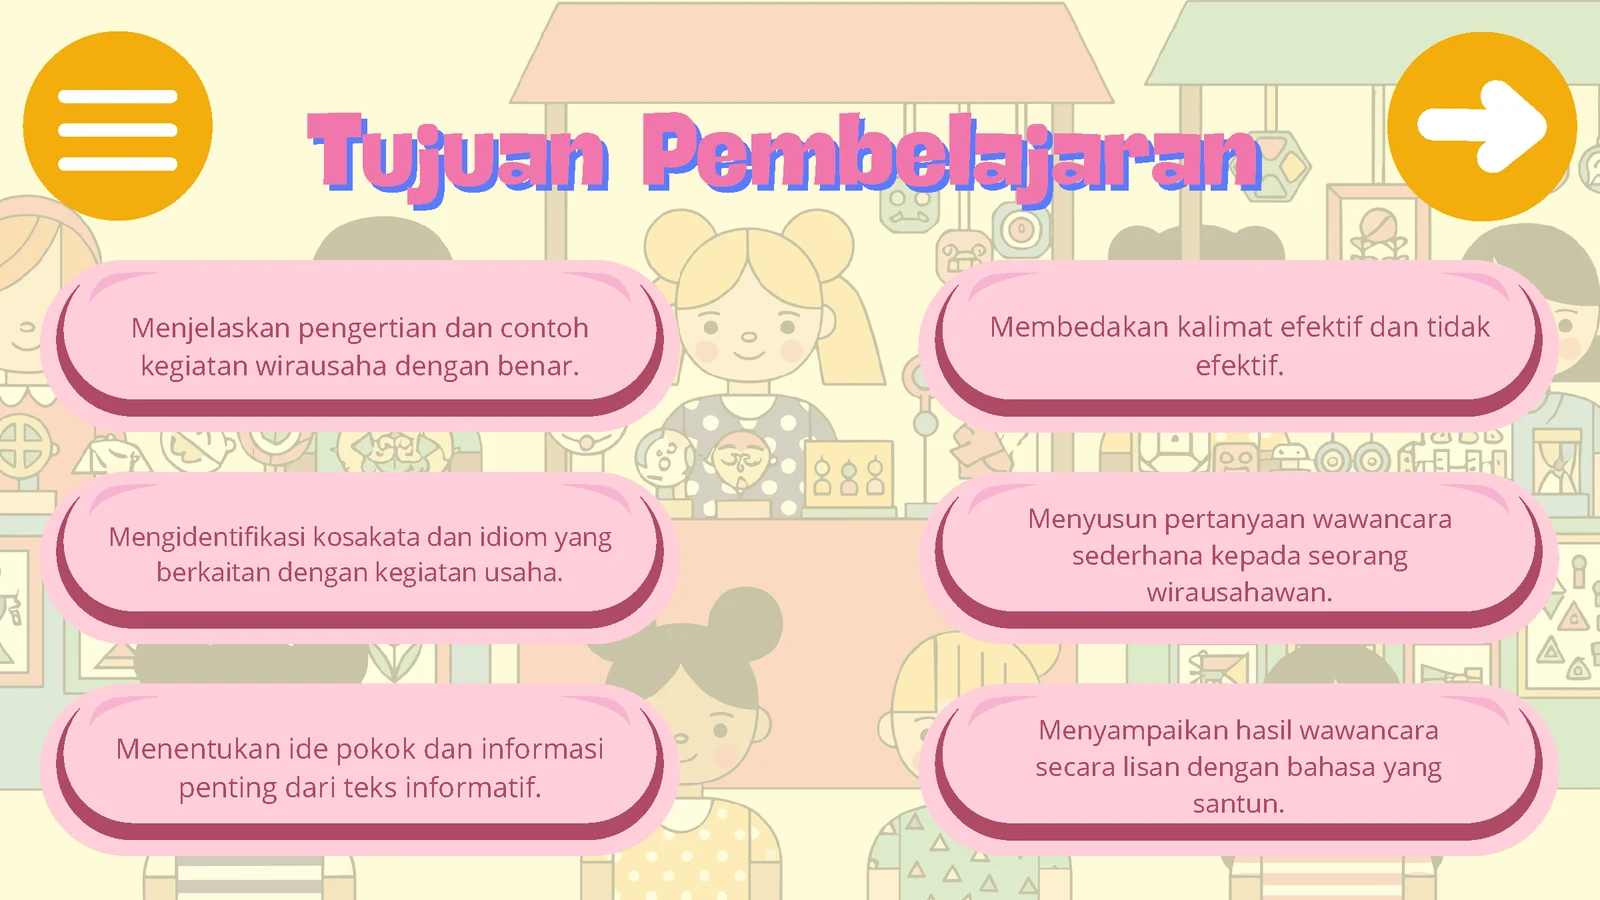 Tujuan Pembelajaran
Menjelaskan pengertian dan contoh
kegiatan wirausaha dengan benar.
Mengidentifikasi kosakata dan idiom yang
berkaitan dengan kegiatan usaha.
Menentukan ide pokok dan informasi
penting dari teks informatif.
Membedakan kalimat efektif dan tidak
efektif.
Menyusun pertanyaan wawancara
sederhana kepada seorang
wirausahawan.
Menyampaikan hasil wawancara
secara lisan dengan bahasa yang
santun.